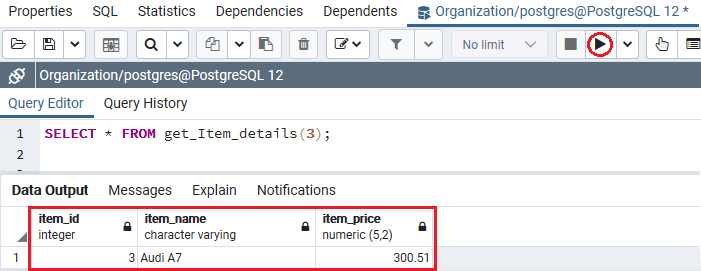 Properties SQL Statistics Dependencies Dependents Organization/postgres@PostgreSQL 12 *
No limit
Organization/postgres@PostgreSQL 12
Query Editor Query History
1 SELECT * FROM get_Item_details(3);
2
Data Output Messages Explain Notifications
item_id item_name item_price
integer character varying numeric (5,2)
1 3 Audi A7 300.51